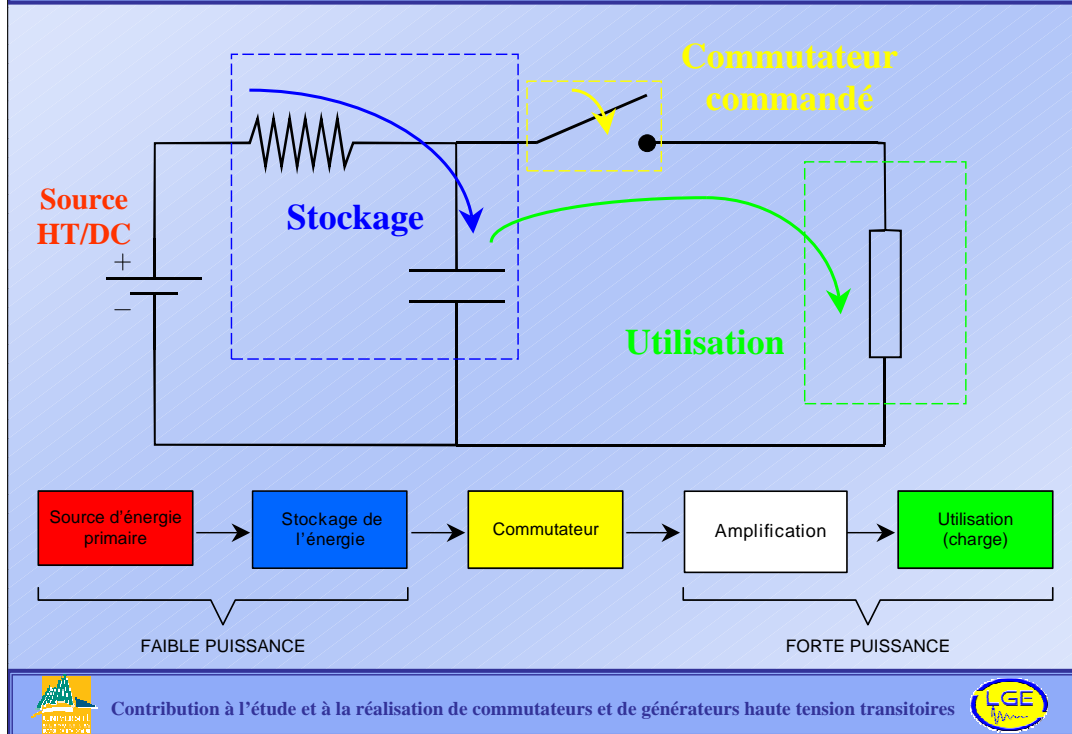 Commutateur
commandé
Source
HT/DC
+
−
Stockage
Utilisation
Source d'énergie
primaire
Stockage de
l'énergie
Commutateur
Amplification
Utilisation
(charge)
FAIBLE PUISSANCE
FORTE PUISSANCE
UNIVERSITÉ
Contribution à l'étude et à la réalisation de commutateurs et de générateurs haute tension transitoires
LGE